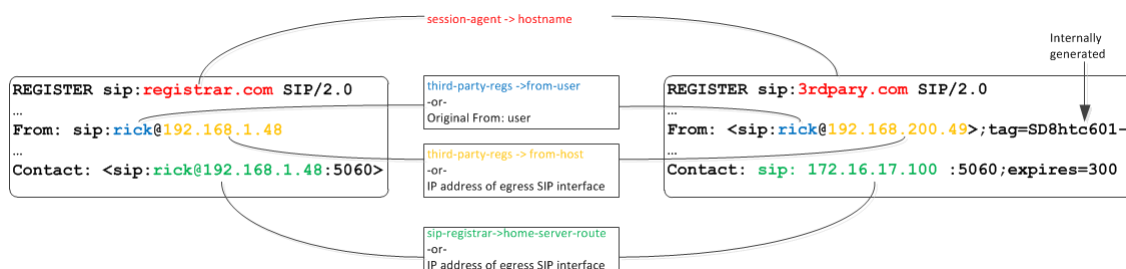 session-agent -> hostname
Internally
generated
REGISTER sip:registrar.com SIP/2.0
…
From: sip:rick@192.168.1.48
…
Contact: <sip:rick@192.168.1.48:5060>
third-party-regs ->from-user
-or-
Original From: user
third-party-regs -> from-host
-or-
IP address of egress SIP interface
sip-registrar->home-server-route
-or-
IP address of egress SIP interface
REGISTER sip:3rdpary.com SIP/2.0
…
From: <sip:rick@192.168.200.49>;tag=SD8htc601-
…
Contact: sip: 172.16.17.100 :5060;expires=300